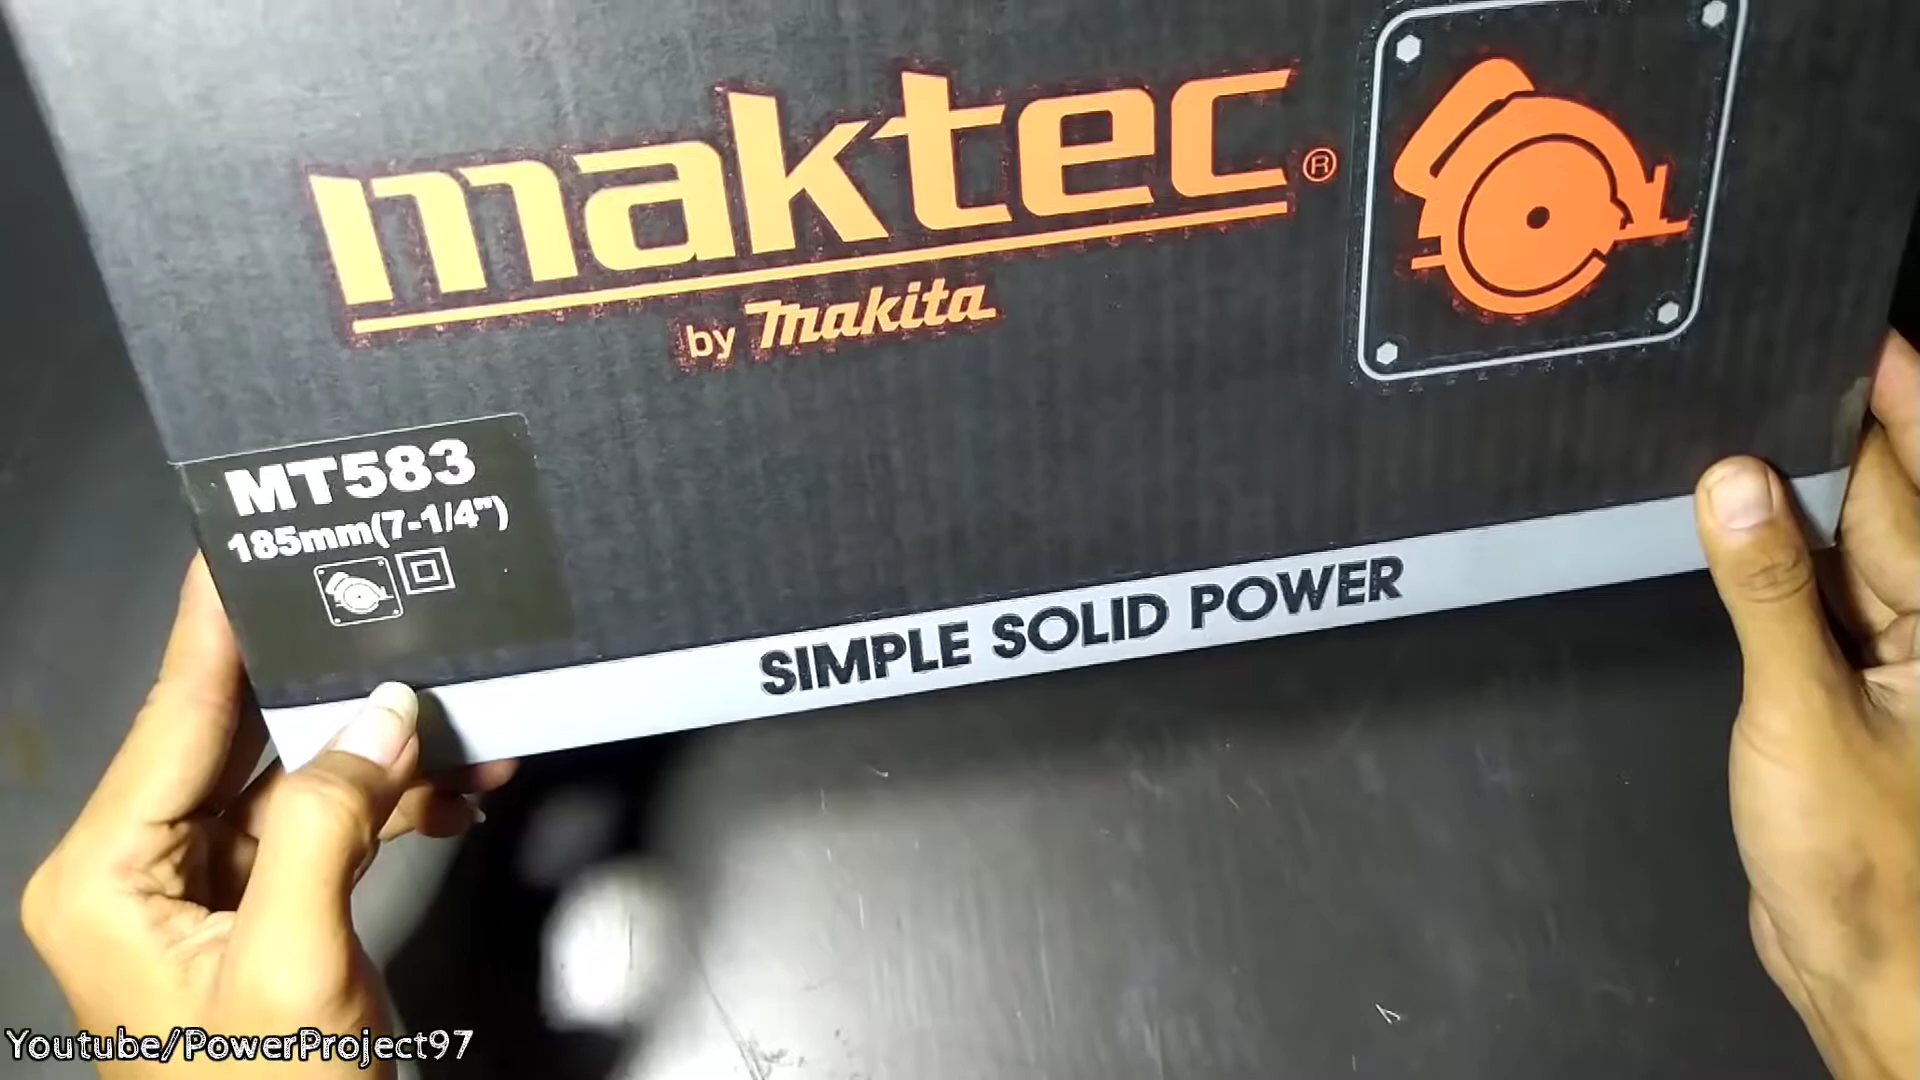 maktec®
by makita
MT583
185mm(7-1/4")
SIMPLE SOLID POWER
Youtube/PowerProject97